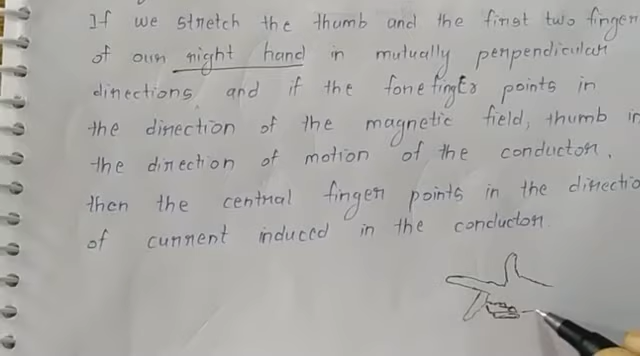 If we stretch the thumb and the first two finger
of our right hand in mutually perpendicular
directions and if the forefinger points in
the direction of the magnetic field, thumb in
the direction of motion of the conductor,
then the central finger points in the directio
of current induced in the conductor.